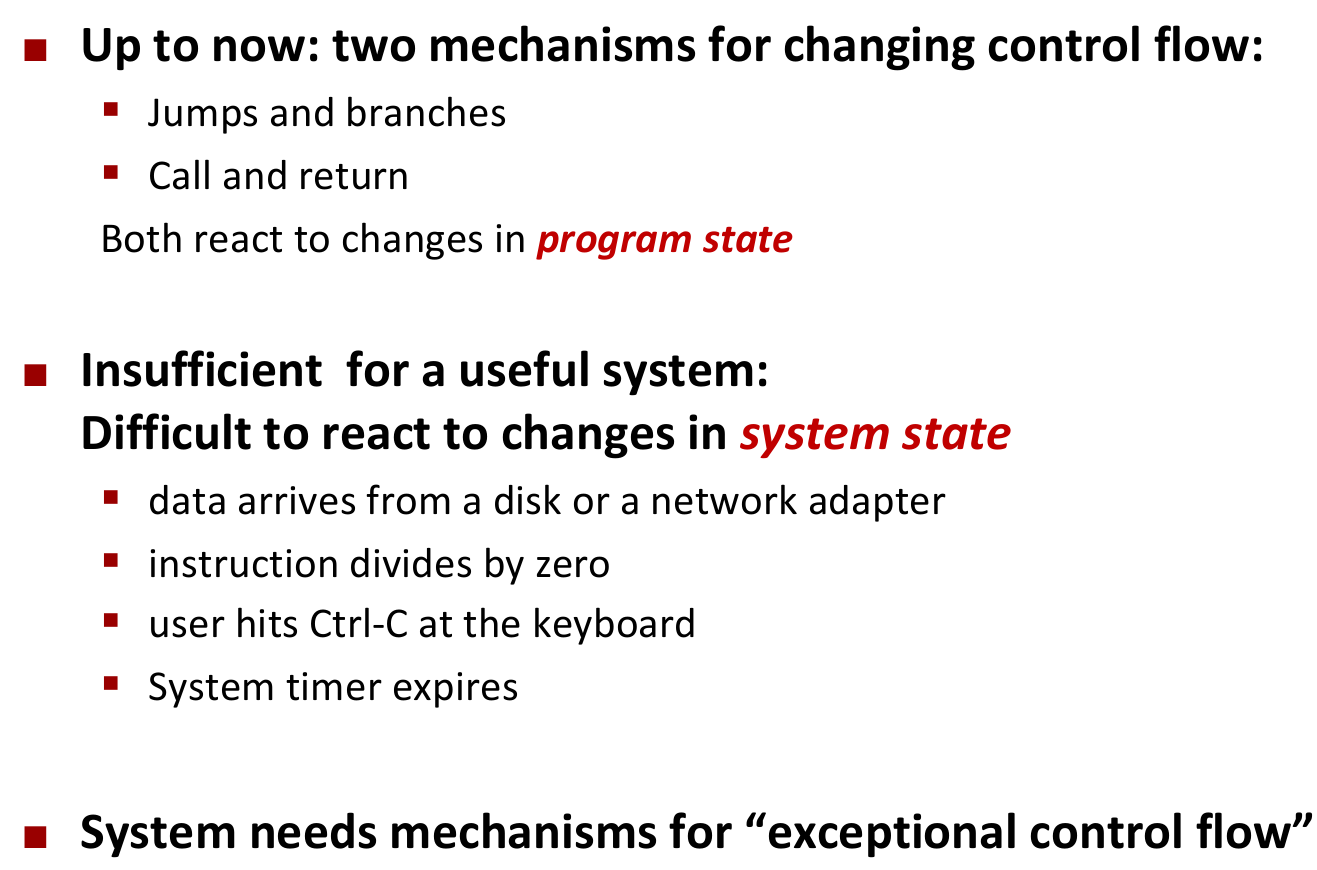 ■ Up to now: two mechanisms for changing control flow:
▪ Jumps and branches
▪ Call and return
Both react to changes in program state
■ Insufficient  for a useful system:
Difficult to react to changes in system state
▪ data arrives from a disk or a network adapter
▪ instruction divides by zero
▪ user hits Ctrl-C at the keyboard
▪ System timer expires
■ System needs mechanisms for “exceptional control flow”